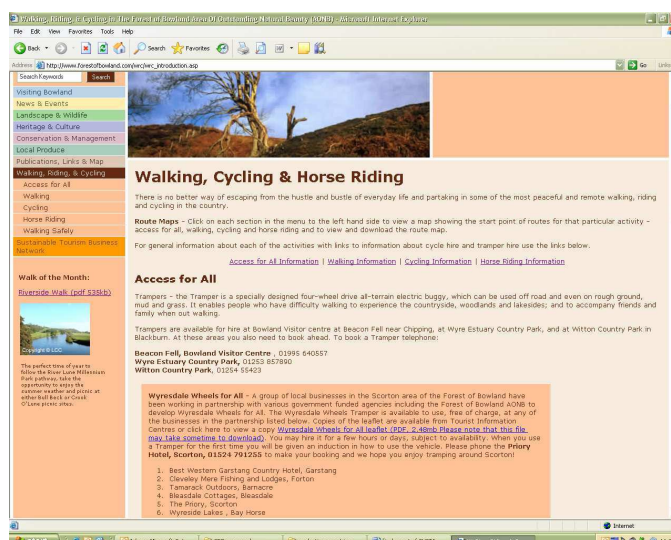 Walking, Riding, & Cycling in The Forest of Bowland Area Of Outstanding Natural Beauty (AONB) - Microsoft Internet Explorer
File Edit View Favorites Tools Help
Back Search Favorites
Address http://www.forestofbowland.com/wrc/wrc_introduction.asp Go Links
Search Keywords Search
Visiting Bowland
News & Events
Landscape & Wildlife
Heritage & Culture
Conservation & Management
Local Produce
Publications, Links & Map
Walking, Riding, & Cycling
Access for All
Walking
Cycling
Horse Riding
Walking Safely
Sustainable Tourism Business
Network
Walk of the Month:
Riverside Walk (pdf 535kb)
Copyright © LCC
The perfect time of year to
follow the River Lune Millennium
Park pathway, take the
opportunity to enjoy the
summer weather and picnic at
either Bull Beck or Crook
O'Lune picnic sites.
Walking, Cycling & Horse Riding
There is no better way of escaping from the hustle and bustle of everyday life and partaking in some of the most peaceful and remote walking, riding
and cycling in the country.
Route Maps - Click on each section in the menu to the left hand side to view a map showing the start point of routes for that particular activity -
access for all, walking, cycling and horse riding and to view and download the route map.
For general information about each of the activities with links to information about cycle hire and tramper hire use the links below.
Access for All Information | Walking Information | Cycling Information | Horse Riding Information
Access for All
Trampers - the Tramper is a specially designed four-wheel drive all-terrain electric buggy, which can be used off road and even on rough ground,
mud and grass. It enables people who have difficulty walking to experience the countryside, woodlands and lakesides; and to accompany friends and
family when out walking.
Trampers are available for hire at Bowland Visitor centre at Beacon Fell near Chipping, at Wyre Estuary Country Park, and at Witton Country Park in
Blackburn. At these areas you also need to book ahead. To book a Tramper telephone:
Beacon Fell, Bowland Visitor Centre , 01995 640557
Wyre Estuary Country Park, 01253 857890
Witton Country Park, 01254 55423
Wyresdale Wheels for All - A group of local businesses in the Scorton area of the Forest of Bowland have
been working in partnership with various government funded agencies including the Forest of Bowland AONB to
develop Wyresdale Wheels for All. The Wyresdale Wheels Tramper is available to use, free of charge, at any of
the businesses in the partnership listed below. Copies of the leaflet are available from Tourist Information
Centres or click here to view a copy Wyresdale Wheels for All leaflet (PDF, 2.48mb Please note that this file
may take sometime to download). You may hire it for a few hours or days, subject to availability. When you use
a Tramper for the first time you will be given an induction in how to use the vehicle. Please phone the Priory
Hotel, Scorton, 01524 791255 to make your booking and we hope you enjoy tramping around Scorton!
1. Best Western Garstang Country Hotel, Garstang
2. Cleveley Mere Fishing and Lodges, Forton
3. Tamarack Outdoors, Barnacre
4. Bleasdale Cottages, Bleasdale
5. The Priory, Scorton
6. Wyreside Lakes , Bay Horse
Internet